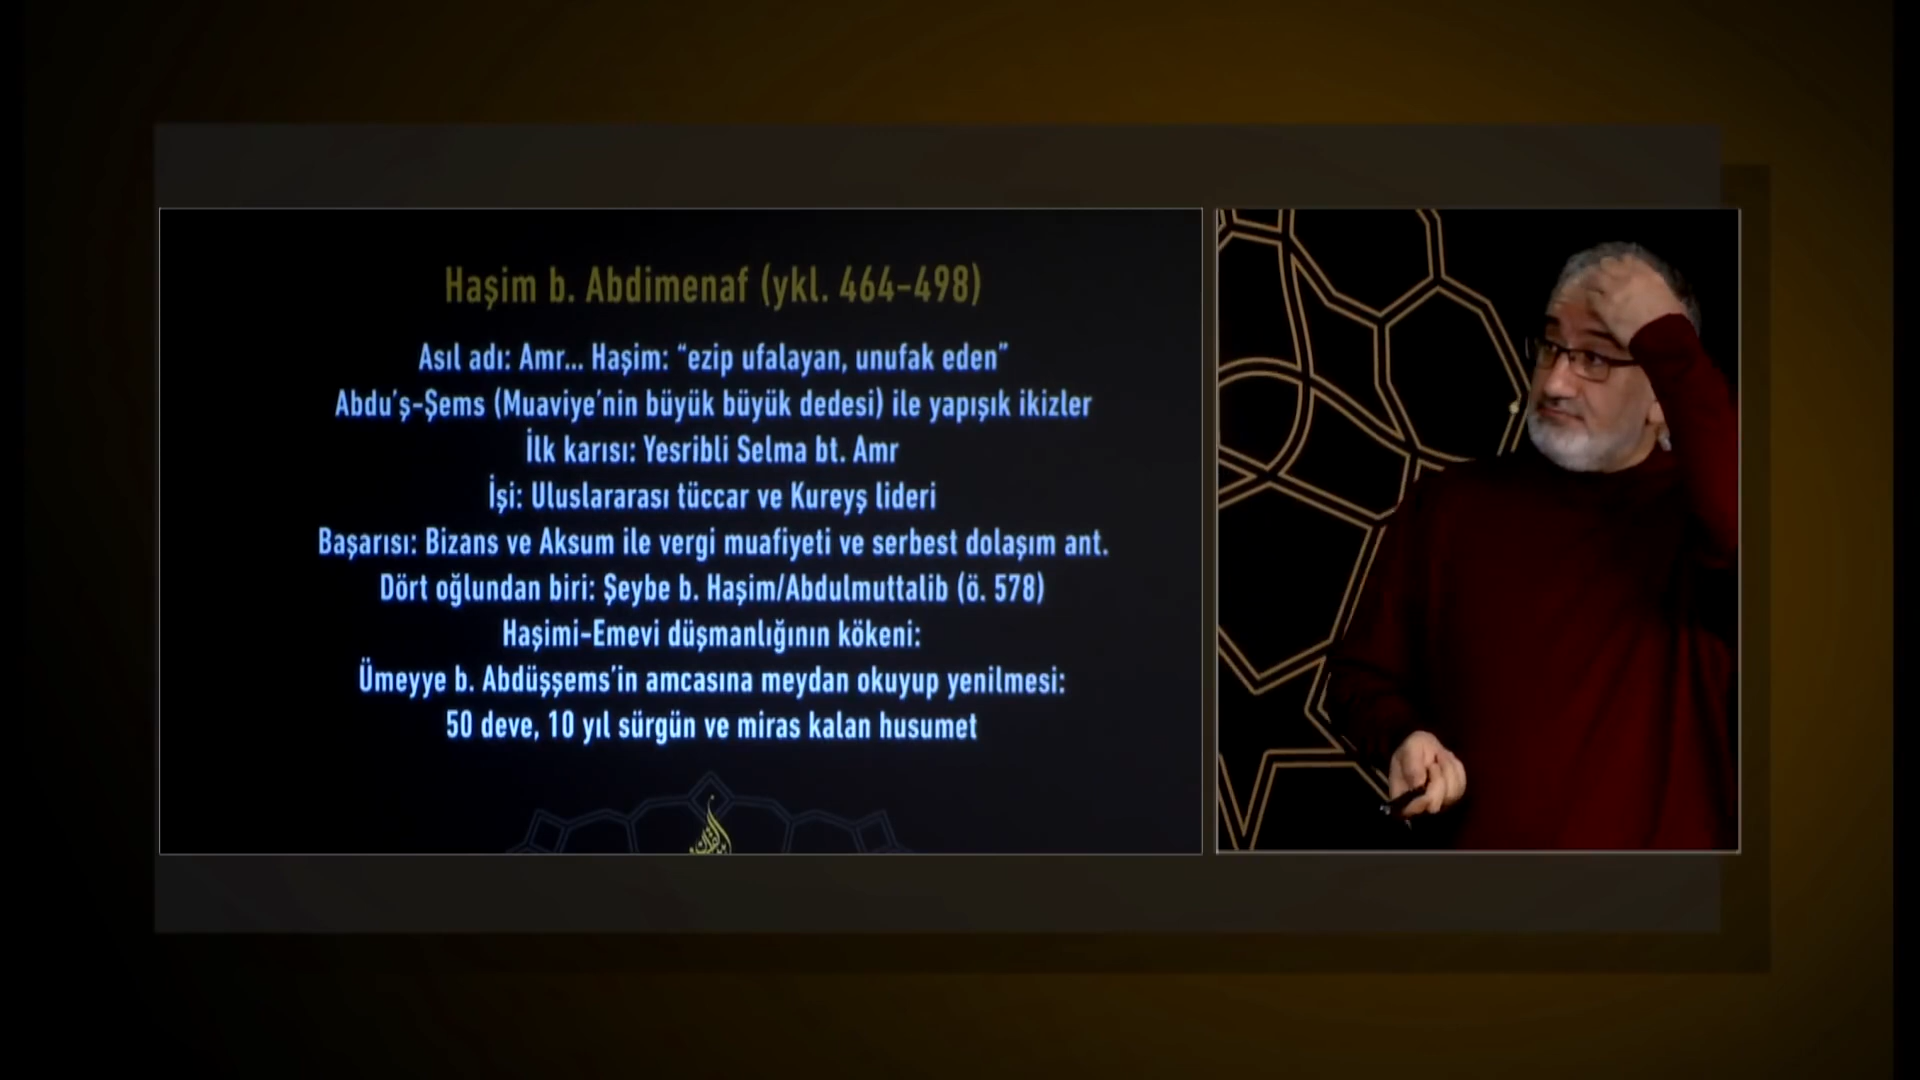 Haşim b. Abdimenaf (ykl. 464-498)
Asıl adı: Amr... Haşim: “ezip ufalayan, unufak eden”
Abdu’ş-Şems (Muaviye’nin büyük büyük dedesi) ile yapışık ikizler
İlk karısı: Yesribli Selma bt. Amr
İşi: Uluslararası tüccar ve Kureyş lideri
Başarısı: Bizans ve Aksum ile vergi muafiyeti ve serbest dolaşım ant.
Dört oğlundan biri: Şeybe b. Haşim/Abdulmuttalib (ö. 578)
Haşimi-Emevi düşmanlığının kökeni:
Ümeyye b. Abdüşşems’in amcasına meydan okuyup yenilmesi:
50 deve, 10 yıl sürgün ve miras kalan husumet